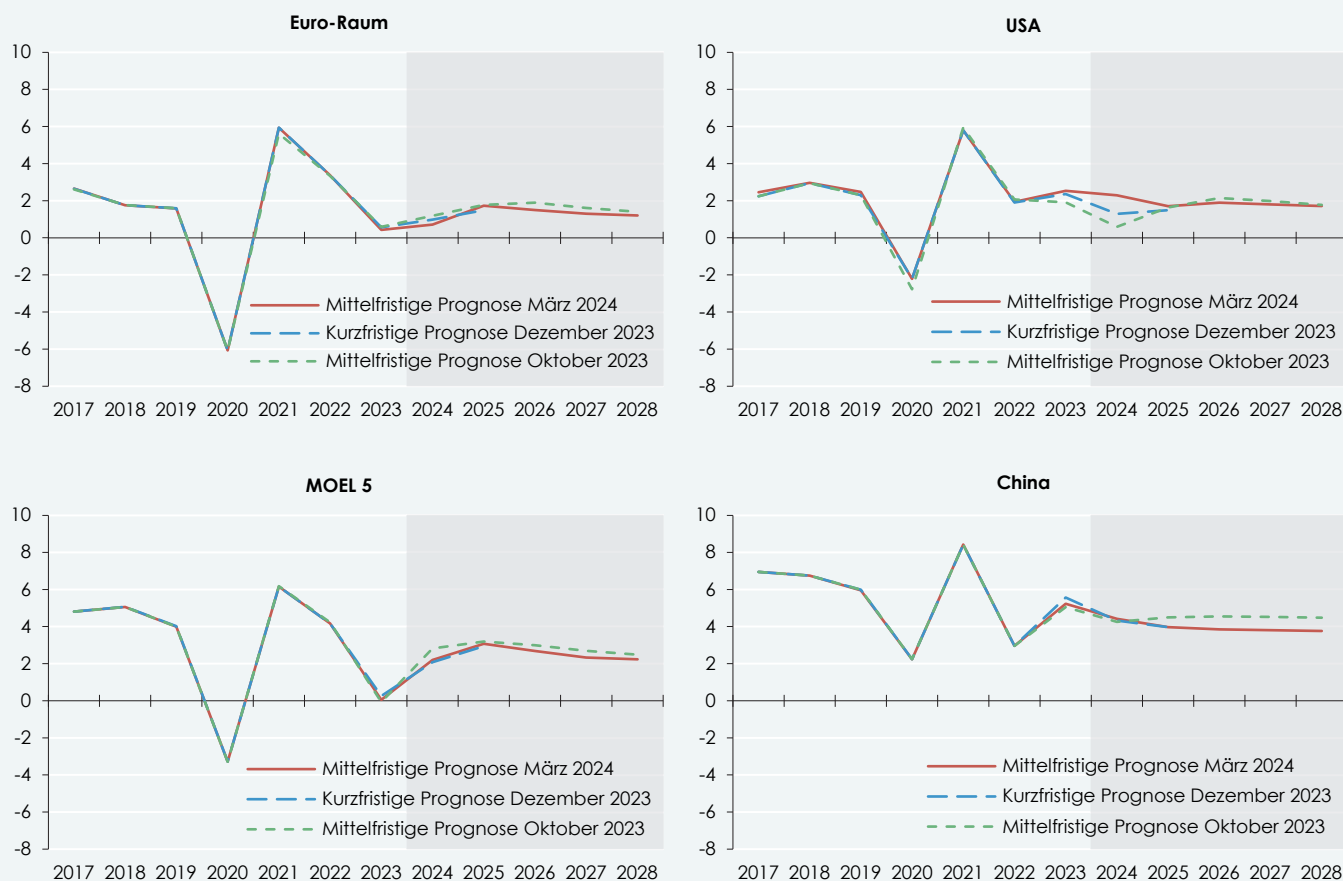 Euro-Raum
10
8
6
4
2
0
-2
-4
-6
-8
Mittelfristige Prognose März 2024
Kurzfristige Prognose Dezember 2023
Mittelfristige Prognose Oktober 2023
2017 2018 2019 2020 2021 2022 2023 2024 2025 2026 2027 2028
USA
10
8
6
4
2
0
-2
-4
-6
-8
Mittelfristige Prognose März 2024
Kurzfristige Prognose Dezember 2023
Mittelfristige Prognose Oktober 2023
2017 2018 2019 2020 2021 2022 2023 2024 2025 2026 2027 2028
MOEL 5
10
8
6
4
2
0
-2
-4
-6
-8
Mittelfristige Prognose März 2024
Kurzfristige Prognose Dezember 2023
Mittelfristige Prognose Oktober 2023
2017 2018 2019 2020 2021 2022 2023 2024 2025 2026 2027 2028
China
10
8
6
4
2
0
-2
-4
-6
-8
Mittelfristige Prognose März 2024
Kurzfristige Prognose Dezember 2023
Mittelfristige Prognose Oktober 2023
2017 2018 2019 2020 2021 2022 2023 2024 2025 2026 2027 2028